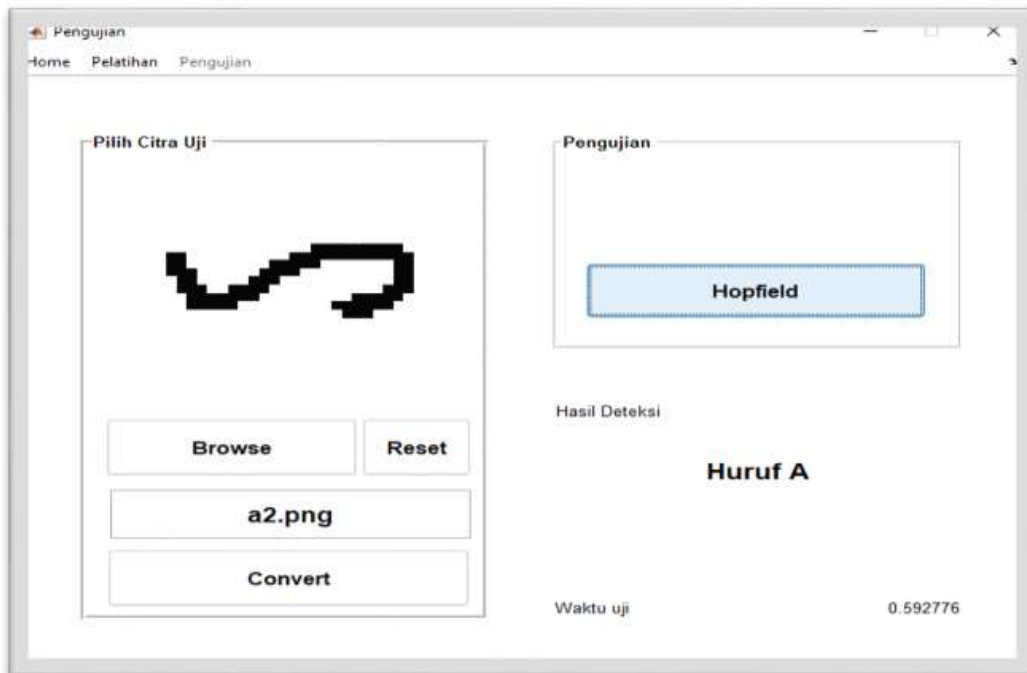 Pengujian
Home Pelatihan Pengujian
Pilih Citra Uji
Browse Reset
a2.png
Convert
Pengujian
Hopfield
Hasil Deteksi
Huruf A
Waktu uji 0.592776